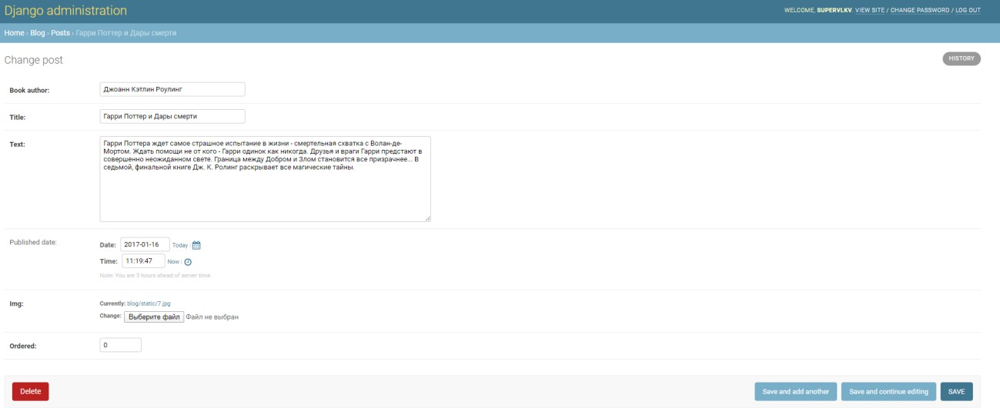 Django administration
WELCOME, SUPERVLKV. VIEW SITE / CHANGE PASSWORD / LOG OUT
Home › Blog › Posts › Гарри Поттер и Дары смерти
Change post
HISTORY
Book author:
Джоанн Кэтлин Роулинг
Title:
Гарри Поттер и Дары смерти
Text:
Гарри Поттера ждет самое страшное испытание в жизни - смертельная схватка с Волан-де-
Мортом. Ждать помощи не от кого - Гарри одинок как никогда. Друзья и враги Гарри предстают в
совершенно неожиданном свете. Граница между Добром и Злом становится все призрачнее... В
седьмой, финальной книге Дж. К. Ролинг раскрывает все магические тайны.
Published date:
Date: 2017-01-16 Today |
Time: 11:19:47 Now |
Note: You are 3 hours ahead of server time.
Img:
Currently: blog/static/7.jpg
Change: Выберите файл Файл не выбран
Ordered:
0
Delete
Save and add another
Save and continue editing
SAVE